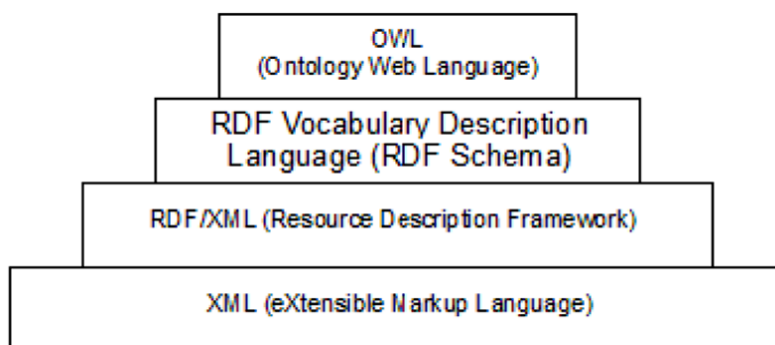 OWL
(Ontology Web Language)
RDF Vocabulary Description
Language (RDF Schema)
RDF/XML (Resource Description Framework)
XML (eXtensible Markup Language)